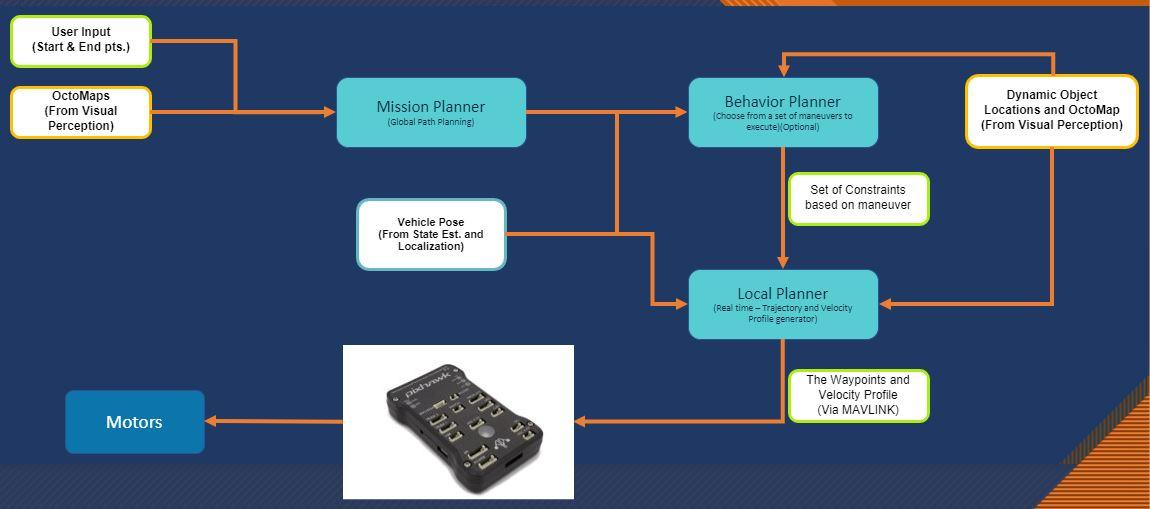 User Input
(Start & End pts.)
OctoMaps
(From Visual
Perception)
Mission Planner
(Global Path Planning)
Behavior Planner
(Choose from a set of maneuvers to
execute)(Optional)
Dynamic Object
Locations and OctoMap
(From Visual Perception)
Set of Constraints
based on maneuver
Vehicle Pose
(From State Est. and
Localization)
Local Planner
(Real time – Trajectory and Velocity
Profile generator)
The Waypoints and
Velocity Profile
(Via MAVLINK)
pixhawk
Motors